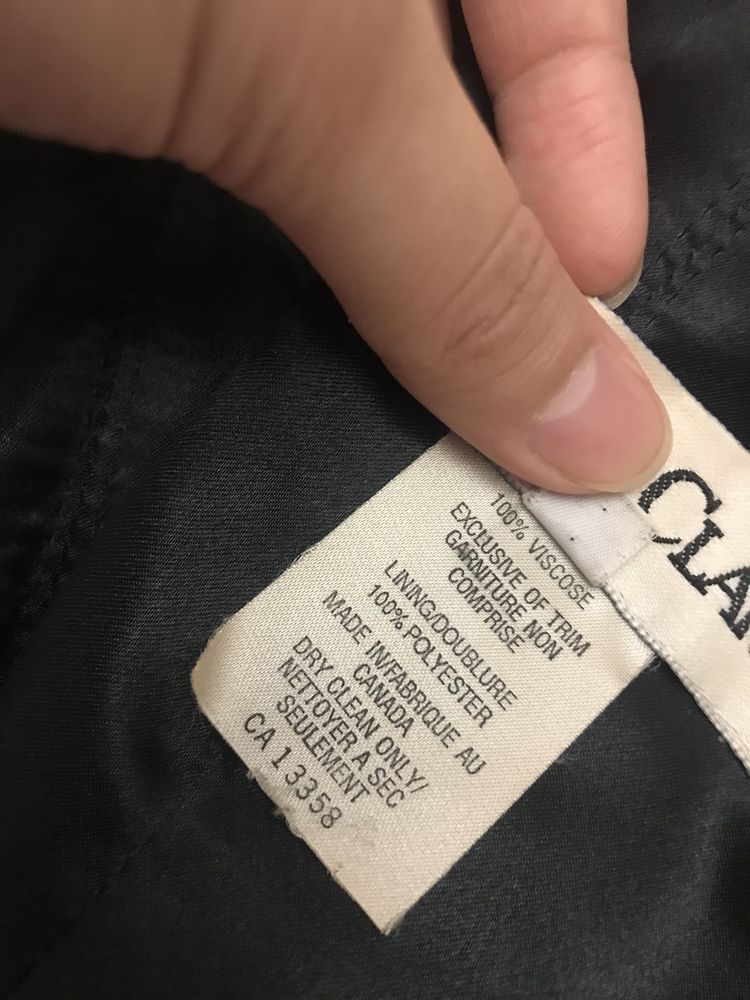 100% VISCOSE
EXCLUSIVE OF TRIM
GARNITURE NON
COMPRISE
LINING/DOUBLURE
100% POLYESTER
MADE IN/FABRIQUE AU
CANADA
DRY CLEAN ONLY/
NETTOYER A SEC
SEULEMENT
CA 13358